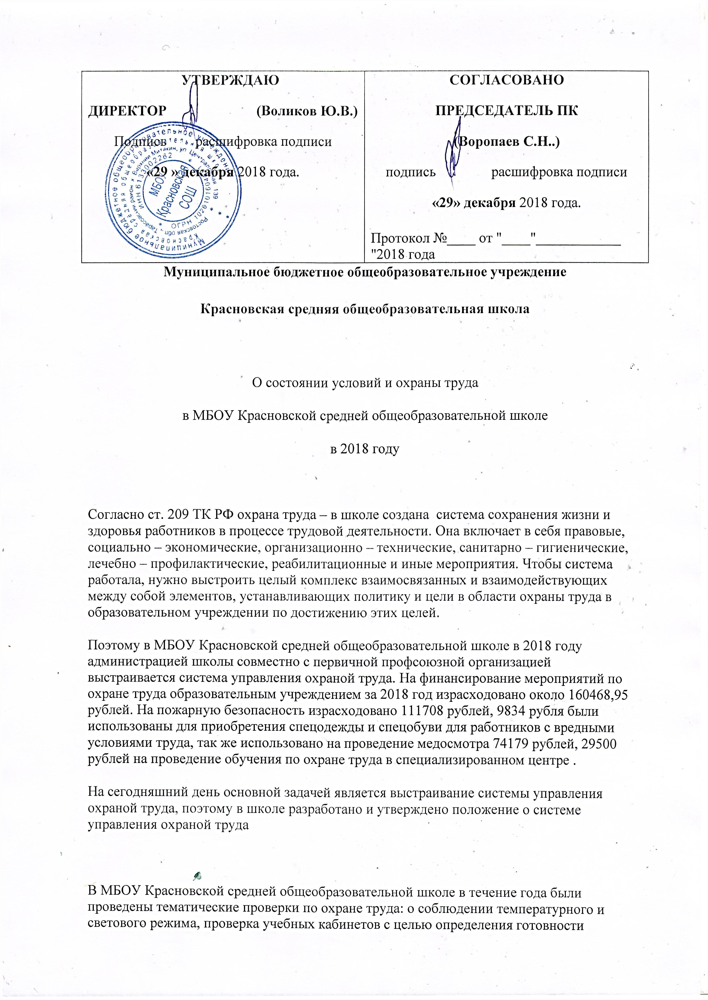 УТВЕРЖДАЮ
ДИРЕКТОР (Воликов Ю.В.)
Подпись расшифровка подписи
«29 » декабря 2018 года.
СОГЛАСОВАНО
ПРЕДСЕДАТЕЛЬ ПК
(Воропаев С.Н..)
подпись расшифровка подписи
«29» декабря 2018 года.
Протокол №____ от "____"____________
"2018 года
Муниципальное бюджетное общеобразовательное учреждение
Красновская средняя общеобразовательная школа
ИНН 6133002262
МБОУ
Красновская
СОШ
Муниципальное бюджетное общеобразовательное учреждение
Красновская средняя общеобразовательная школа
О состоянии условий и охраны труда
в МБОУ Красновской средней общеобразовательной школе
в 2018 году
Согласно ст. 209 ТК РФ охрана труда – в школе создана  система сохранения жизни и
здоровья работников в процессе трудовой деятельности. Она включает в себя правовые,
социально – экономические, организационно – технические, санитарно – гигиенические,
лечебно – профилактические, реабилитационные и иные мероприятия. Чтобы система
работала, нужно выстроить целый комплекс взаимосвязанных и взаимодействующих
между собой элементов, устанавливающих политику и цели в области охраны труда в
образовательном учреждении по достижению этих целей.
Поэтому в МБОУ Красновской средней общеобразовательной школе в 2018 году
администрацией школы совместно с первичной профсоюзной организацией
выстраивается система управления охраной труда. На финансирование мероприятий по
охране труда образовательным учреждением за 2018 год израсходовано около 160468,95
рублей. На пожарную безопасность израсходовано 111708 рублей, 9834 рубля были
использованы для приобретения спецодежды и спецобуви для работников с вредными
условиями труда, так же использовано на проведение медосмотра 74179 рублей, 29500
рублей на проведение обучения по охране труда в специализированном центре .
На сегодняшний день основной задачей является выстраивание системы управления
охраной труда, поэтому в школе разработано и утверждено положение о системе
управления охраной труда
В МБОУ Красновской средней общеобразовательной школе в течение года были
проведены тематические проверки по охране труда: о соблюдении температурного и
светового режима, проверка учебных кабинетов с целью определения готовности